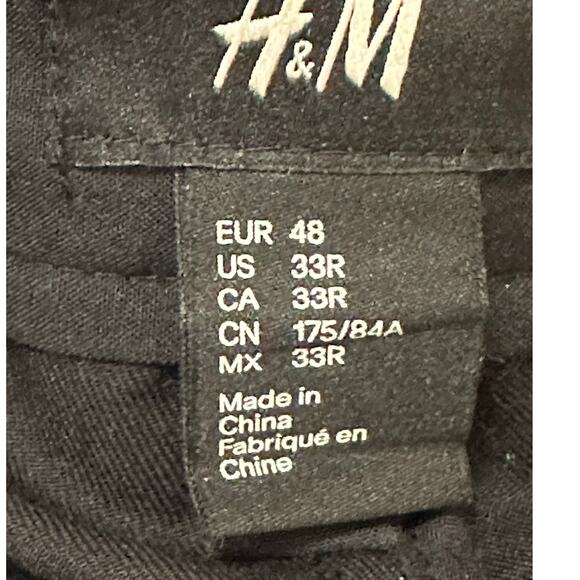 H&M
EUR 48
US 33R
CA 33R
CN 175/84A
MX 33R
Made in
China
Fabriqué en
Chine